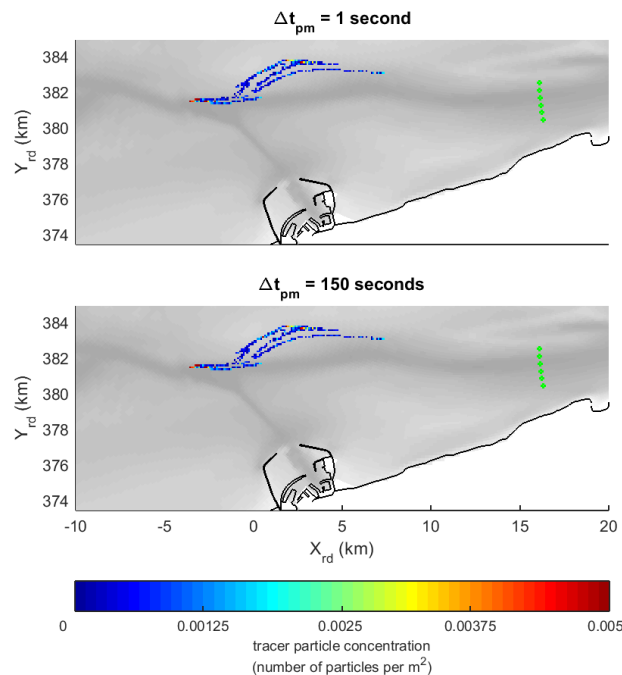 Δt_pm = 1 second
384
382
380
378
376
374
Y_rd (km)
Δt_pm = 150 seconds
384
382
380
378
376
374
Y_rd (km)
-10 -5 0 5 10 15 20
X_rd (km)
0 0.00125 0.0025 0.00375 0.005
tracer particle concentration
(number of particles per m²)